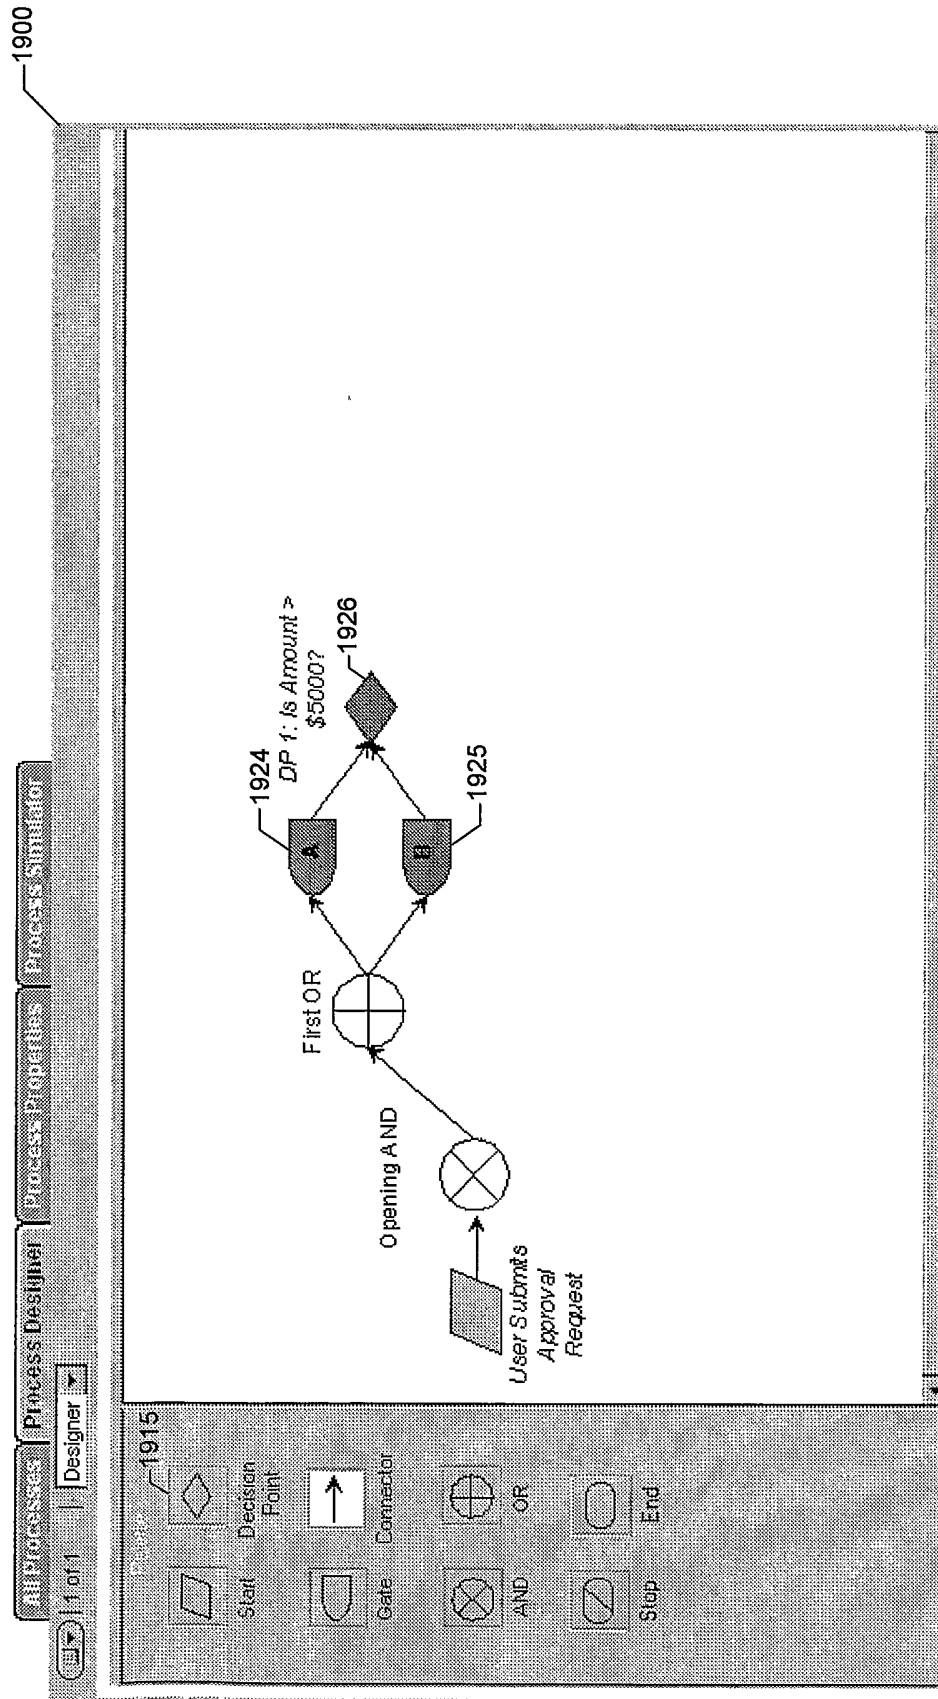 1900
All Processes
Process Designer
Process Properties
Process Simulator
1 of 1
Designer
1915
Start
Decision
Point
Gate
Connector
AND
OR
Stop
End
User Submits
Approval
Request
Opening AND
First OR
A
1924
B
1925
DP 1: Is Amount >
$5000?
1926